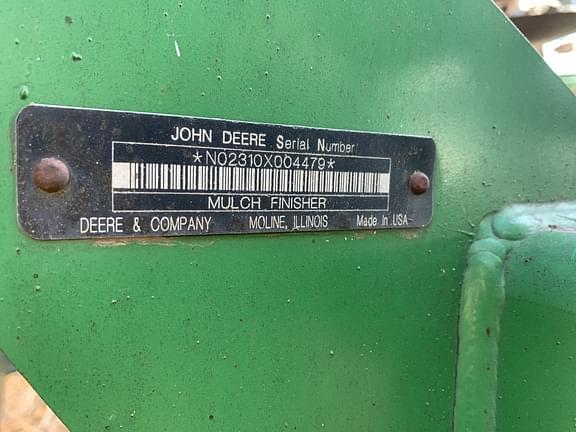 JOHN DEERE Serial Number
*N02310X004479*
MULCH FINISHER
DEERE & COMPANY MOLINE, ILLINOIS Made In USA